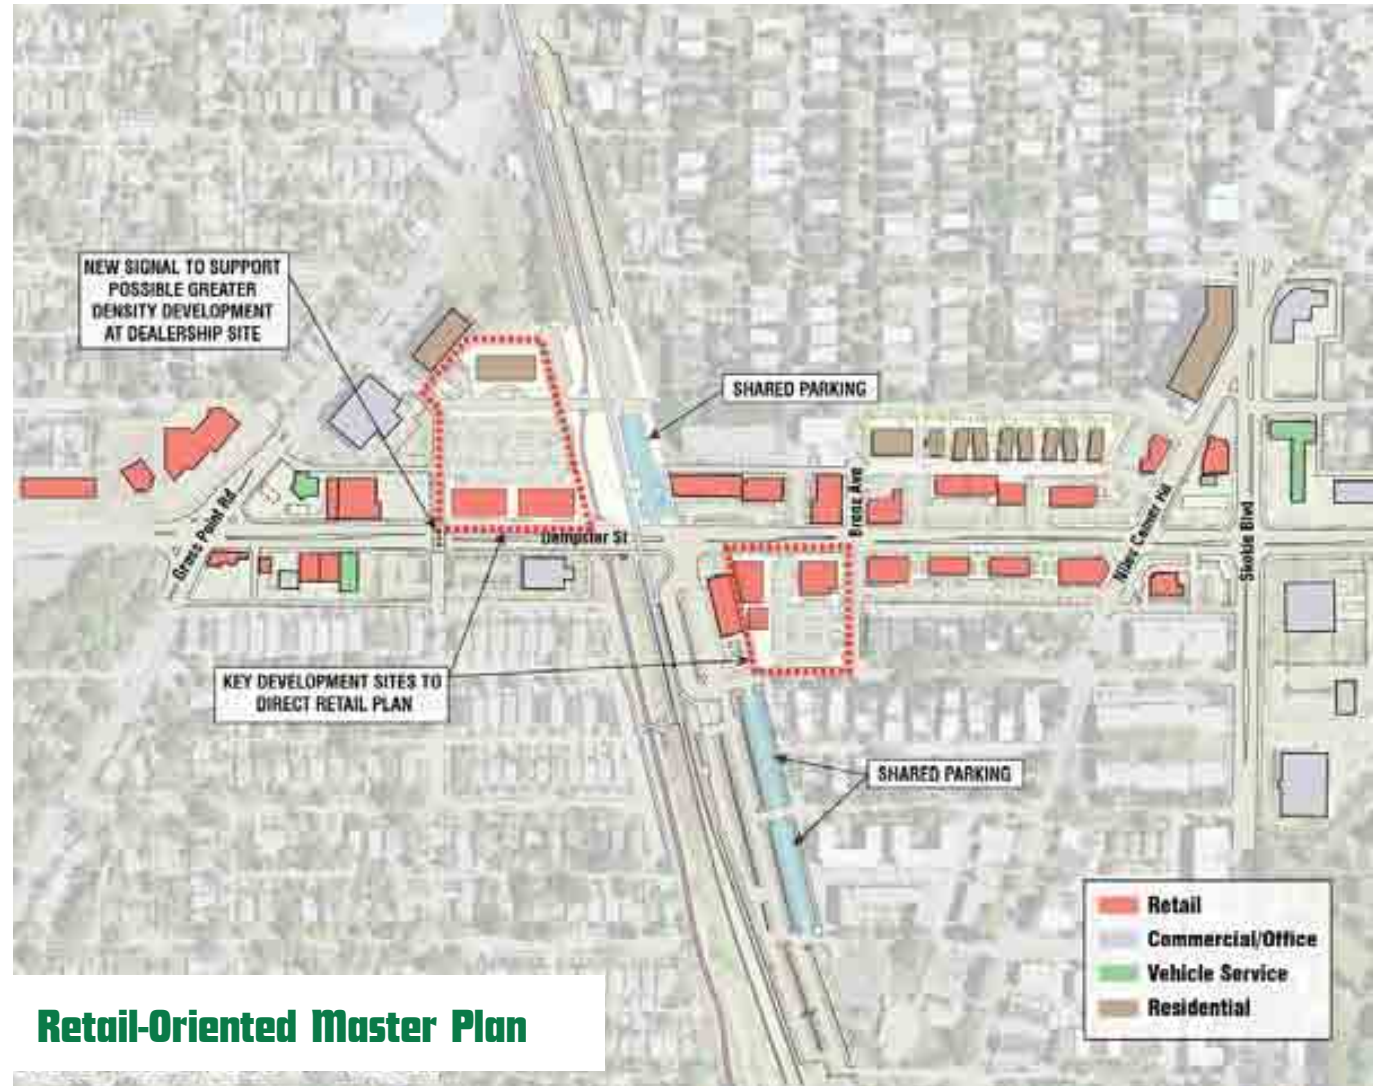 NEW SIGNAL TO SUPPORT
POSSIBLE GREATER
DENSITY DEVELOPMENT
AT DEALERSHIP SITE
SHARED PARKING
Gross Point Rd
Dempster St
Bronx Ave
Niles Center Rd
Skokie Blvd
KEY DEVELOPMENT SITES TO
DIRECT RETAIL PLAN
SHARED PARKING
Retail
Commercial/Office
Vehicle Service
Residential
Retail-Oriented Master Plan